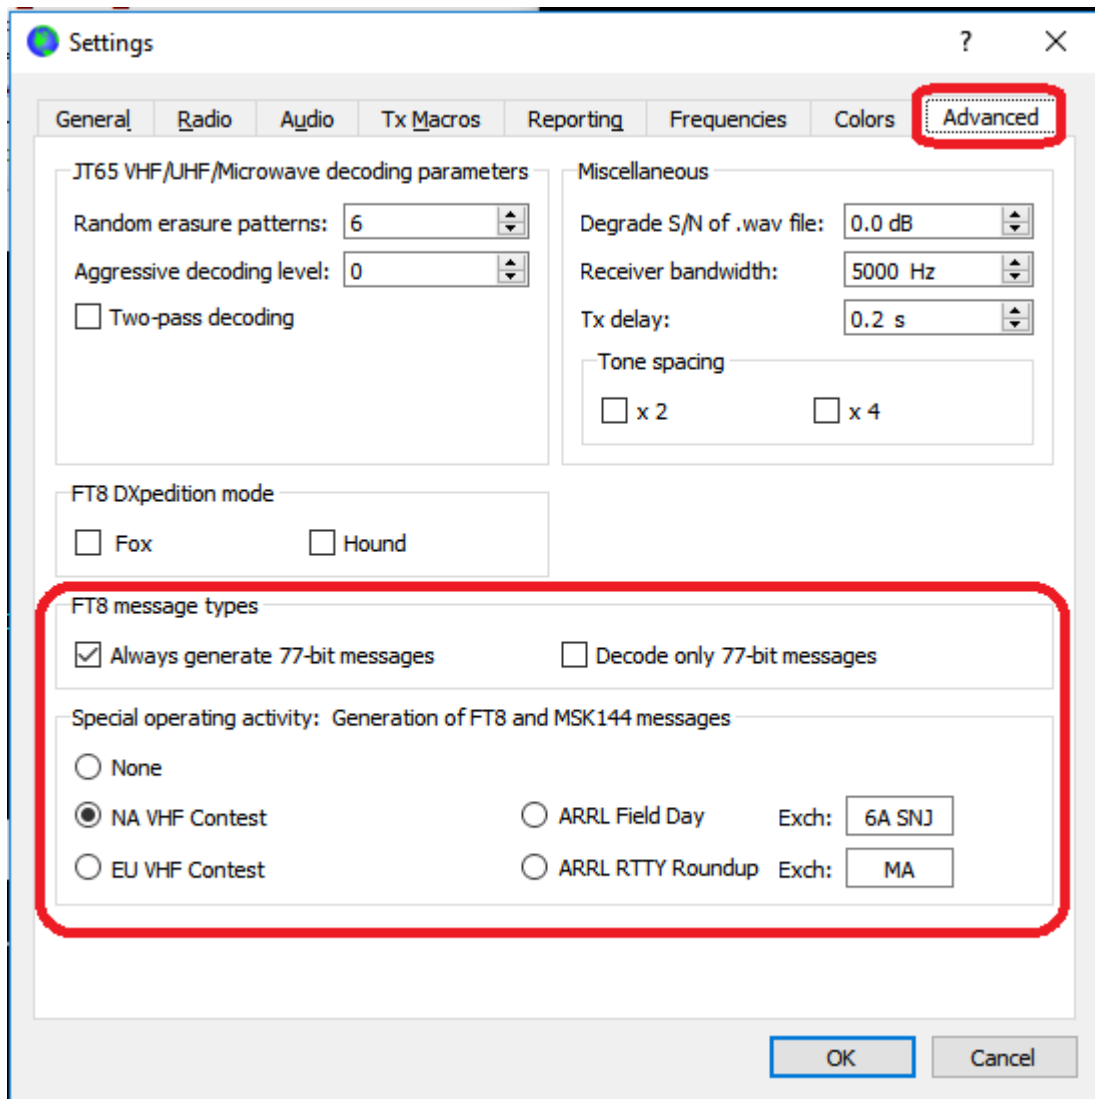 Settings
?
General Radio Audio Tx Macros Reporting Frequencies Colors Advanced
JT65 VHF/UHF/Microwave decoding parameters
Random erasure patterns: 6
Aggressive decoding level: 0
Two-pass decoding
Miscellaneous
Degrade S/N of .wav file: 0.0 dB
Receiver bandwidth: 5000 Hz
Tx delay: 0.2 s
Tone spacing
x 2 x 4
FT8 DXpedition mode
Fox Hound
FT8 message types
Always generate 77-bit messages Decode only 77-bit messages
Special operating activity: Generation of FT8 and MSK144 messages
None
NA VHF Contest ARRL Field Day Exch: 6A SNJ
EU VHF Contest ARRL RTTY Roundup Exch: MA
OK Cancel